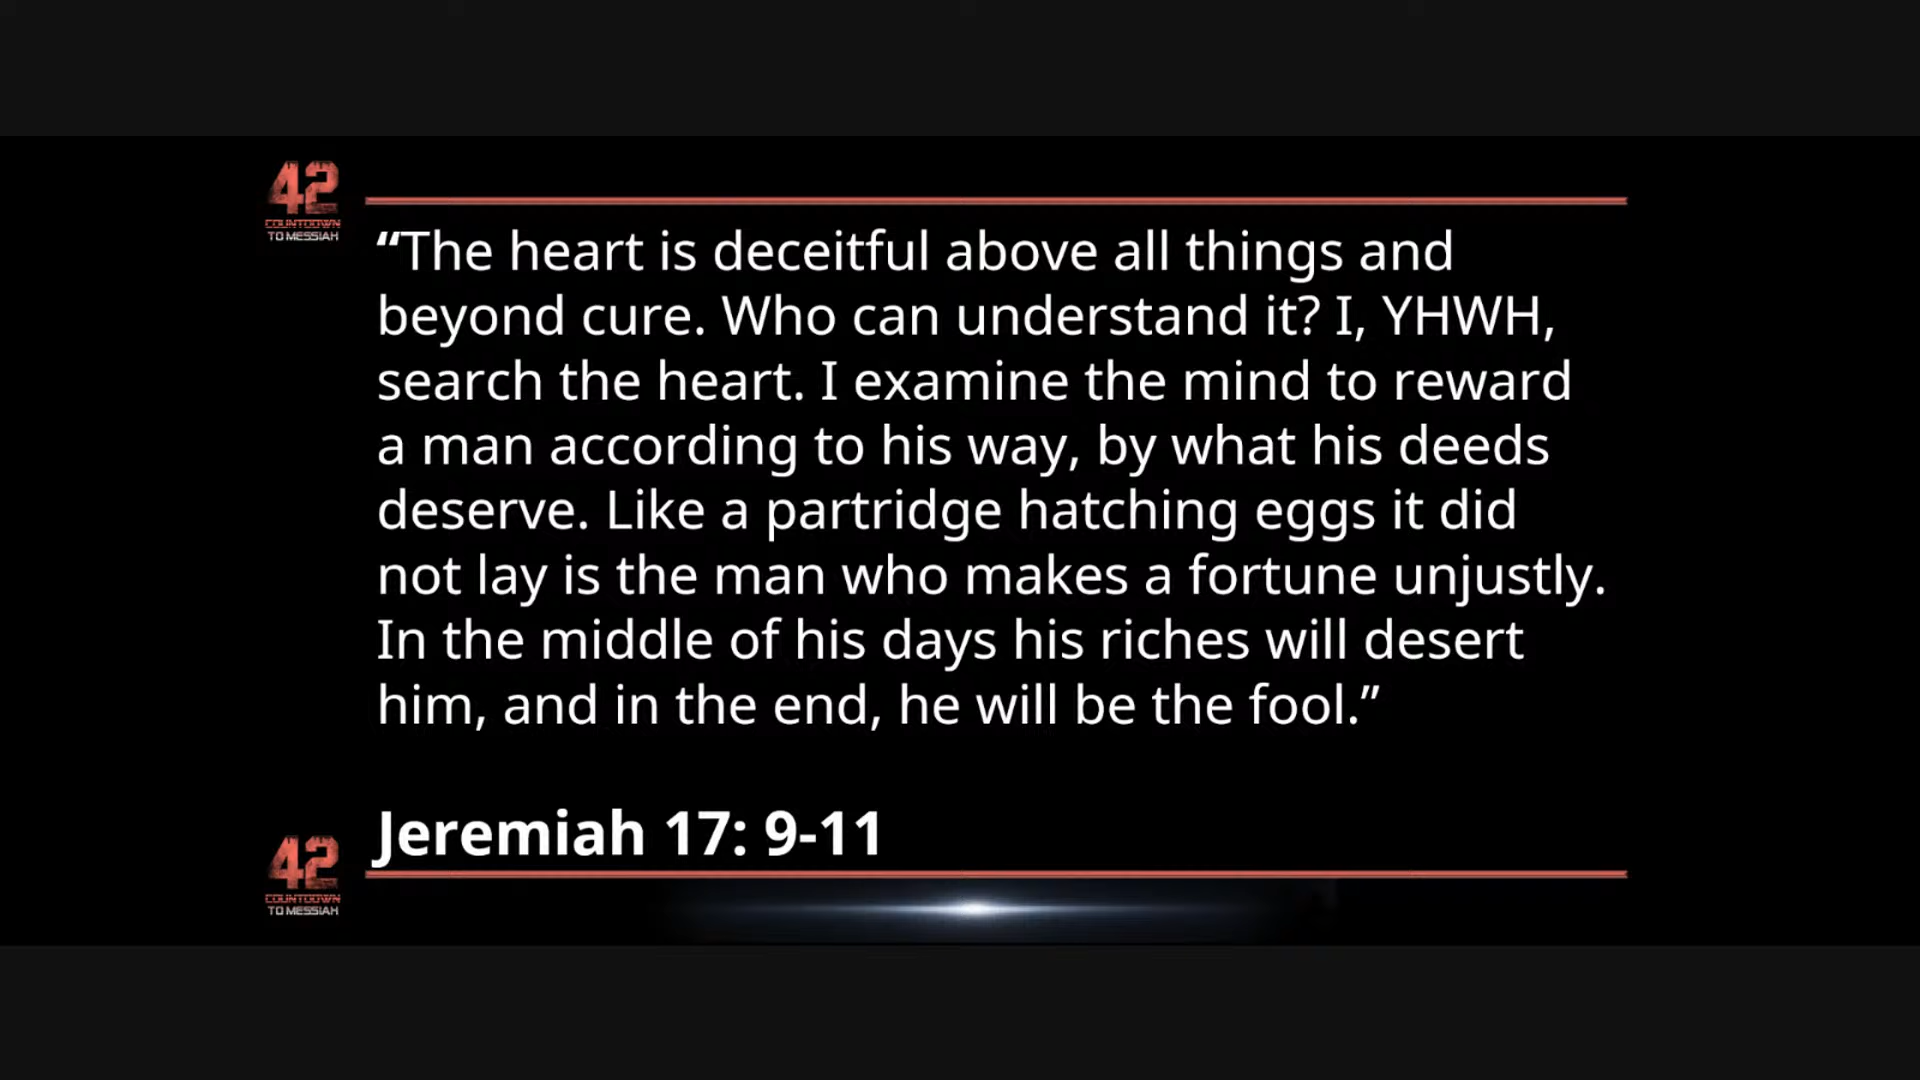 42
COUNTDOWN
TO MESSIAH
“The heart is deceitful above all things and
beyond cure. Who can understand it? I, YHWH,
search the heart. I examine the mind to reward
a man according to his way, by what his deeds
deserve. Like a partridge hatching eggs it did
not lay is the man who makes a fortune unjustly.
In the middle of his days his riches will desert
him, and in the end, he will be the fool.”
Jeremiah 17: 9-11
42
COUNTDOWN
TO MESSIAH